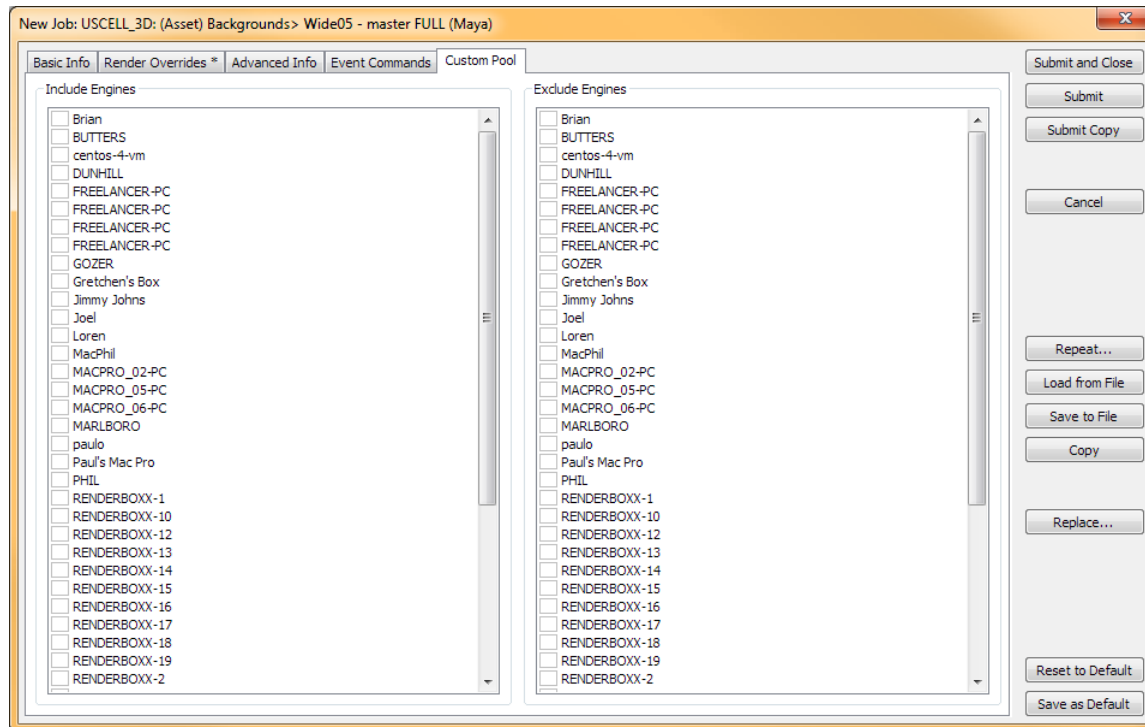 New Job: USCELL_3D: (Asset) Backgrounds> Wide05 - master FULL (Maya)
Basic Info
Render Overrides *
Advanced Info
Event Commands
Custom Pool
Include Engines
Brian
BUTTERS
centos-4-vm
DUNHILL
FREELANCER-PC
FREELANCER-PC
FREELANCER-PC
FREELANCER-PC
GOZER
Gretchen's Box
Jimmy Johns
Joel
Loren
MacPhil
MACPRO_02-PC
MACPRO_05-PC
MACPRO_06-PC
MARLBORO
paulo
Paul's Mac Pro
PHIL
RENDERBOXX-1
RENDERBOXX-10
RENDERBOXX-12
RENDERBOXX-13
RENDERBOXX-14
RENDERBOXX-15
RENDERBOXX-16
RENDERBOXX-17
RENDERBOXX-18
RENDERBOXX-19
RENDERBOXX-2
Exclude Engines
Brian
BUTTERS
centos-4-vm
DUNHILL
FREELANCER-PC
FREELANCER-PC
FREELANCER-PC
FREELANCER-PC
GOZER
Gretchen's Box
Jimmy Johns
Joel
Loren
MacPhil
MACPRO_02-PC
MACPRO_05-PC
MACPRO_06-PC
MARLBORO
paulo
Paul's Mac Pro
PHIL
RENDERBOXX-1
RENDERBOXX-10
RENDERBOXX-12
RENDERBOXX-13
RENDERBOXX-14
RENDERBOXX-15
RENDERBOXX-16
RENDERBOXX-17
RENDERBOXX-18
RENDERBOXX-19
RENDERBOXX-2
Submit and Close
Submit
Submit Copy
Cancel
Repeat...
Load from File
Save to File
Copy
Replace...
Reset to Default
Save as Default